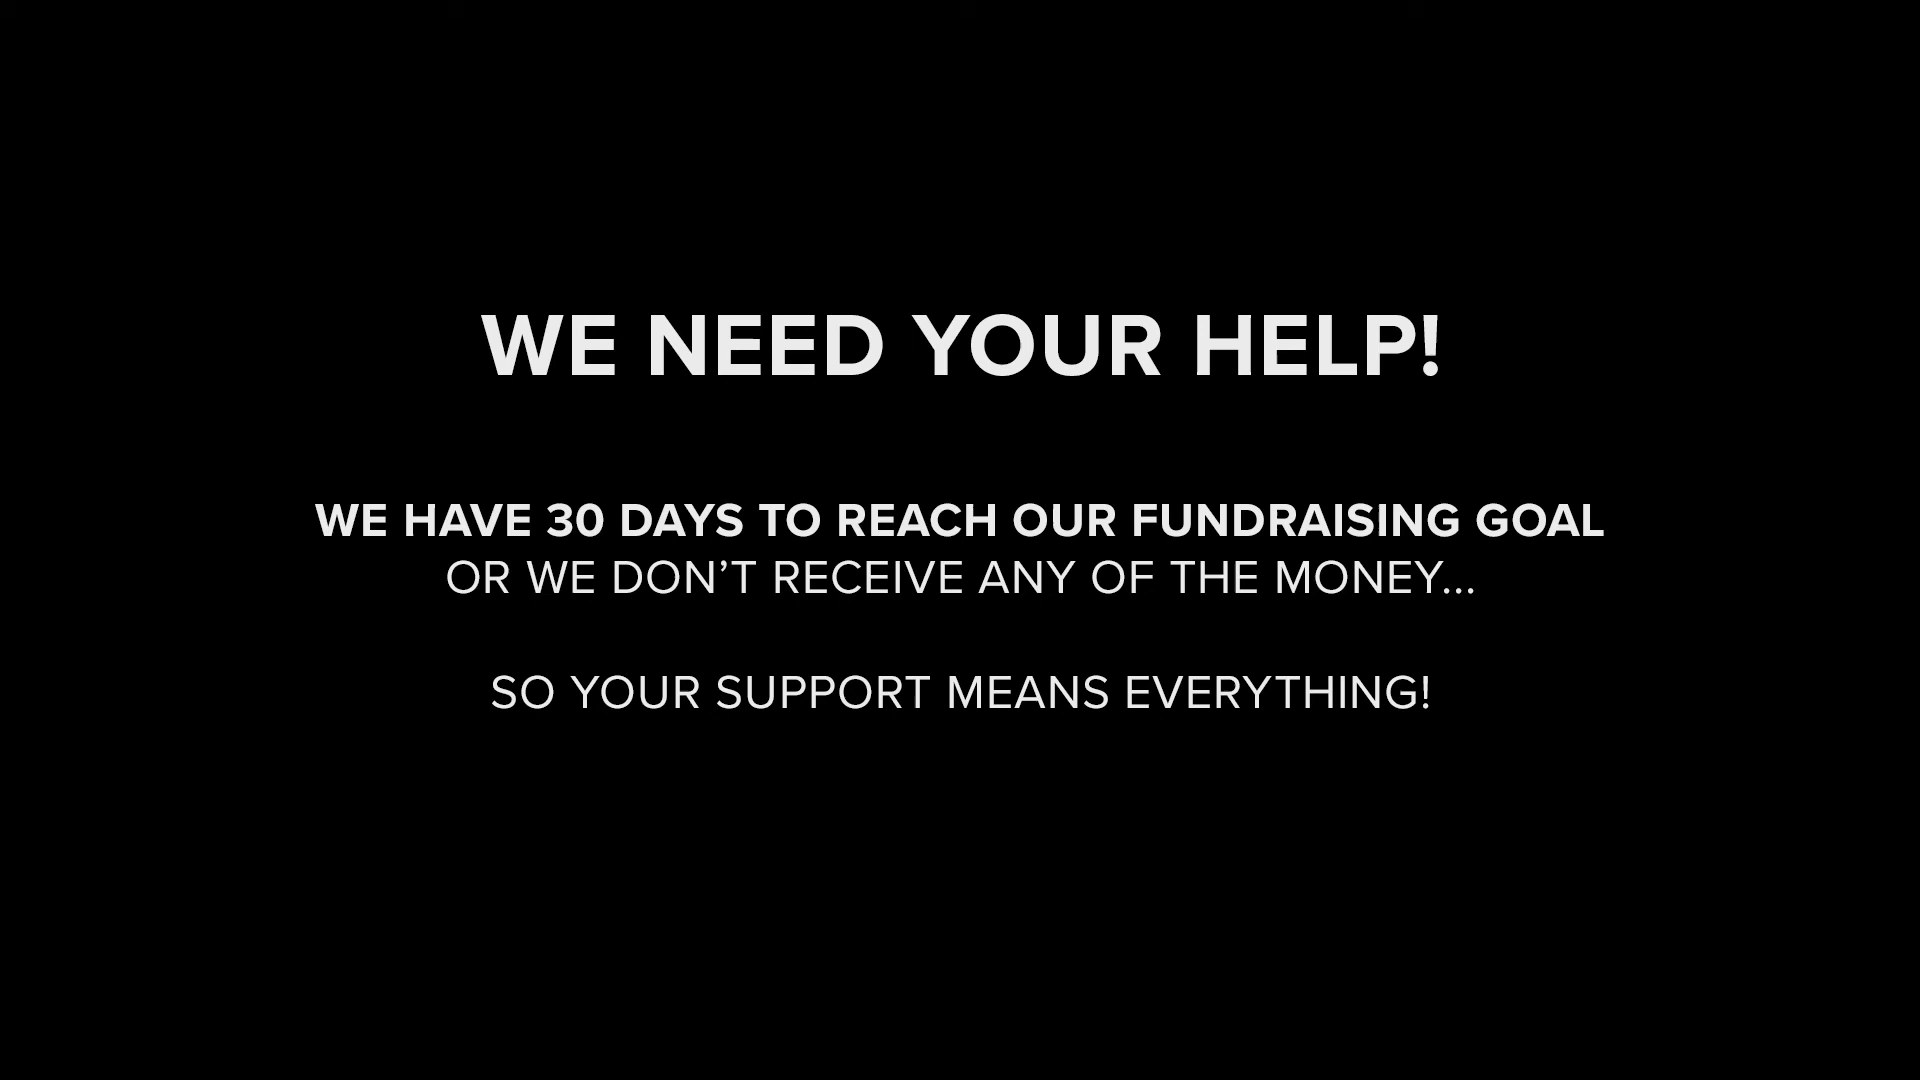 WE NEED YOUR HELP!
WE HAVE 30 DAYS TO REACH OUR FUNDRAISING GOAL
OR WE DON’T RECEIVE ANY OF THE MONEY...
SO YOUR SUPPORT MEANS EVERYTHING!